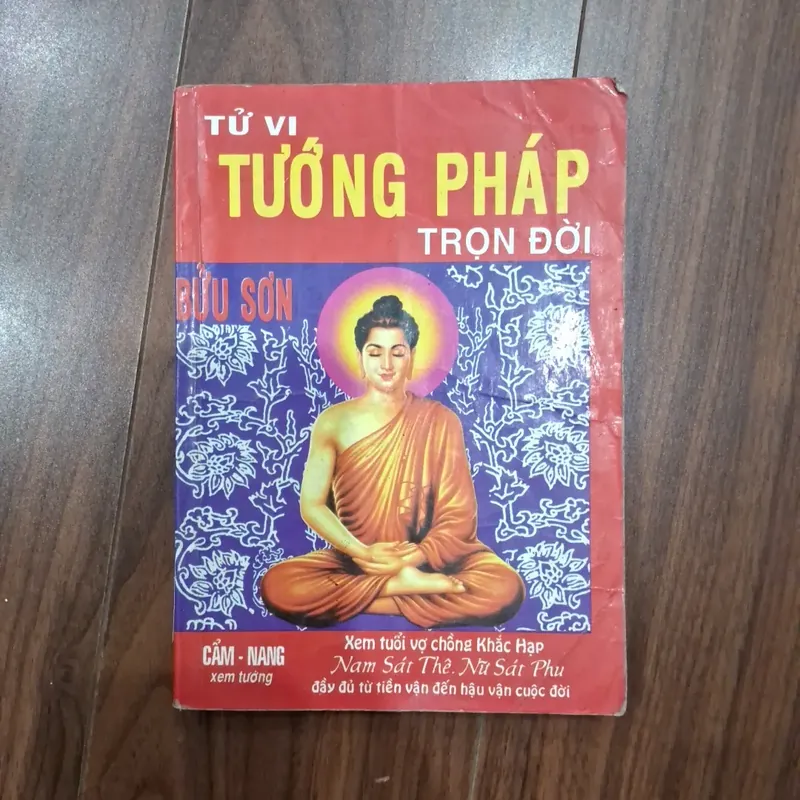 TỬ VI
TƯỚNG PHÁP
TRỌN ĐỜI
BỬU SƠN
CẨM - NANG
xem tướng
Xem tuổi vợ chồng Khắc Hạp
Nam Sát Thê. Nữ Sát Phu
đầy đủ từ tiền vận đến hậu vận cuộc đời